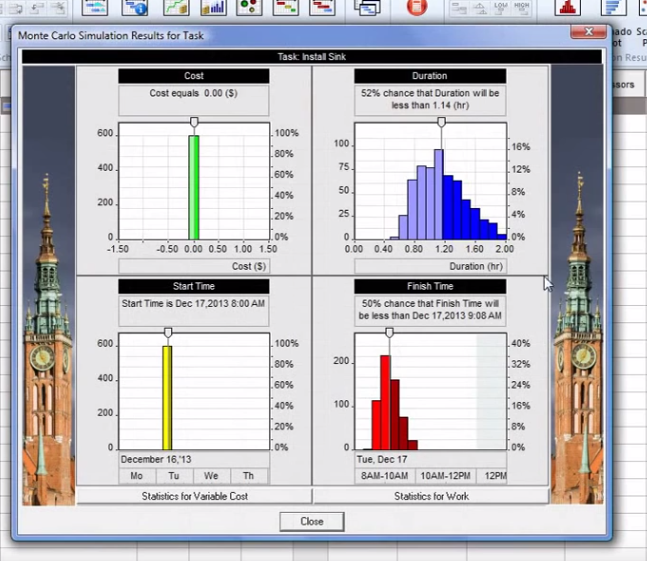 LOW HIGH
Monte Carlo Simulation Results for Task
Task: Install Sink
Cost
Cost equals 0.00 ($)
600
400
200
0
100%
80%
60%
40%
20%
0%
-1.50
-0.50
0.00
0.50
1.50
Cost ($)
Duration
52% chance that Duration will be
less than 1.14 (hr)
100
75
50
25
0
16%
12%
8%
4%
0%
0.00 0.40 0.80 1.20 1.60 2.00
Duration (hr)
Start Time
Start Time is Dec 17,2013 8:00 AM
600
400
200
0
100%
80%
60%
40%
20%
0%
December 16,'13
Mo Tu We Th
Finish Time
50% chance that Finish Time will
be less than Dec 17,2013 9:08 AM
200
100
0
40%
32%
24%
16%
8%
0%
Tue, Dec 17
8AM-10AM 10AM-12PM 12PM
Statistics for Variable Cost
Statistics for Work
Close